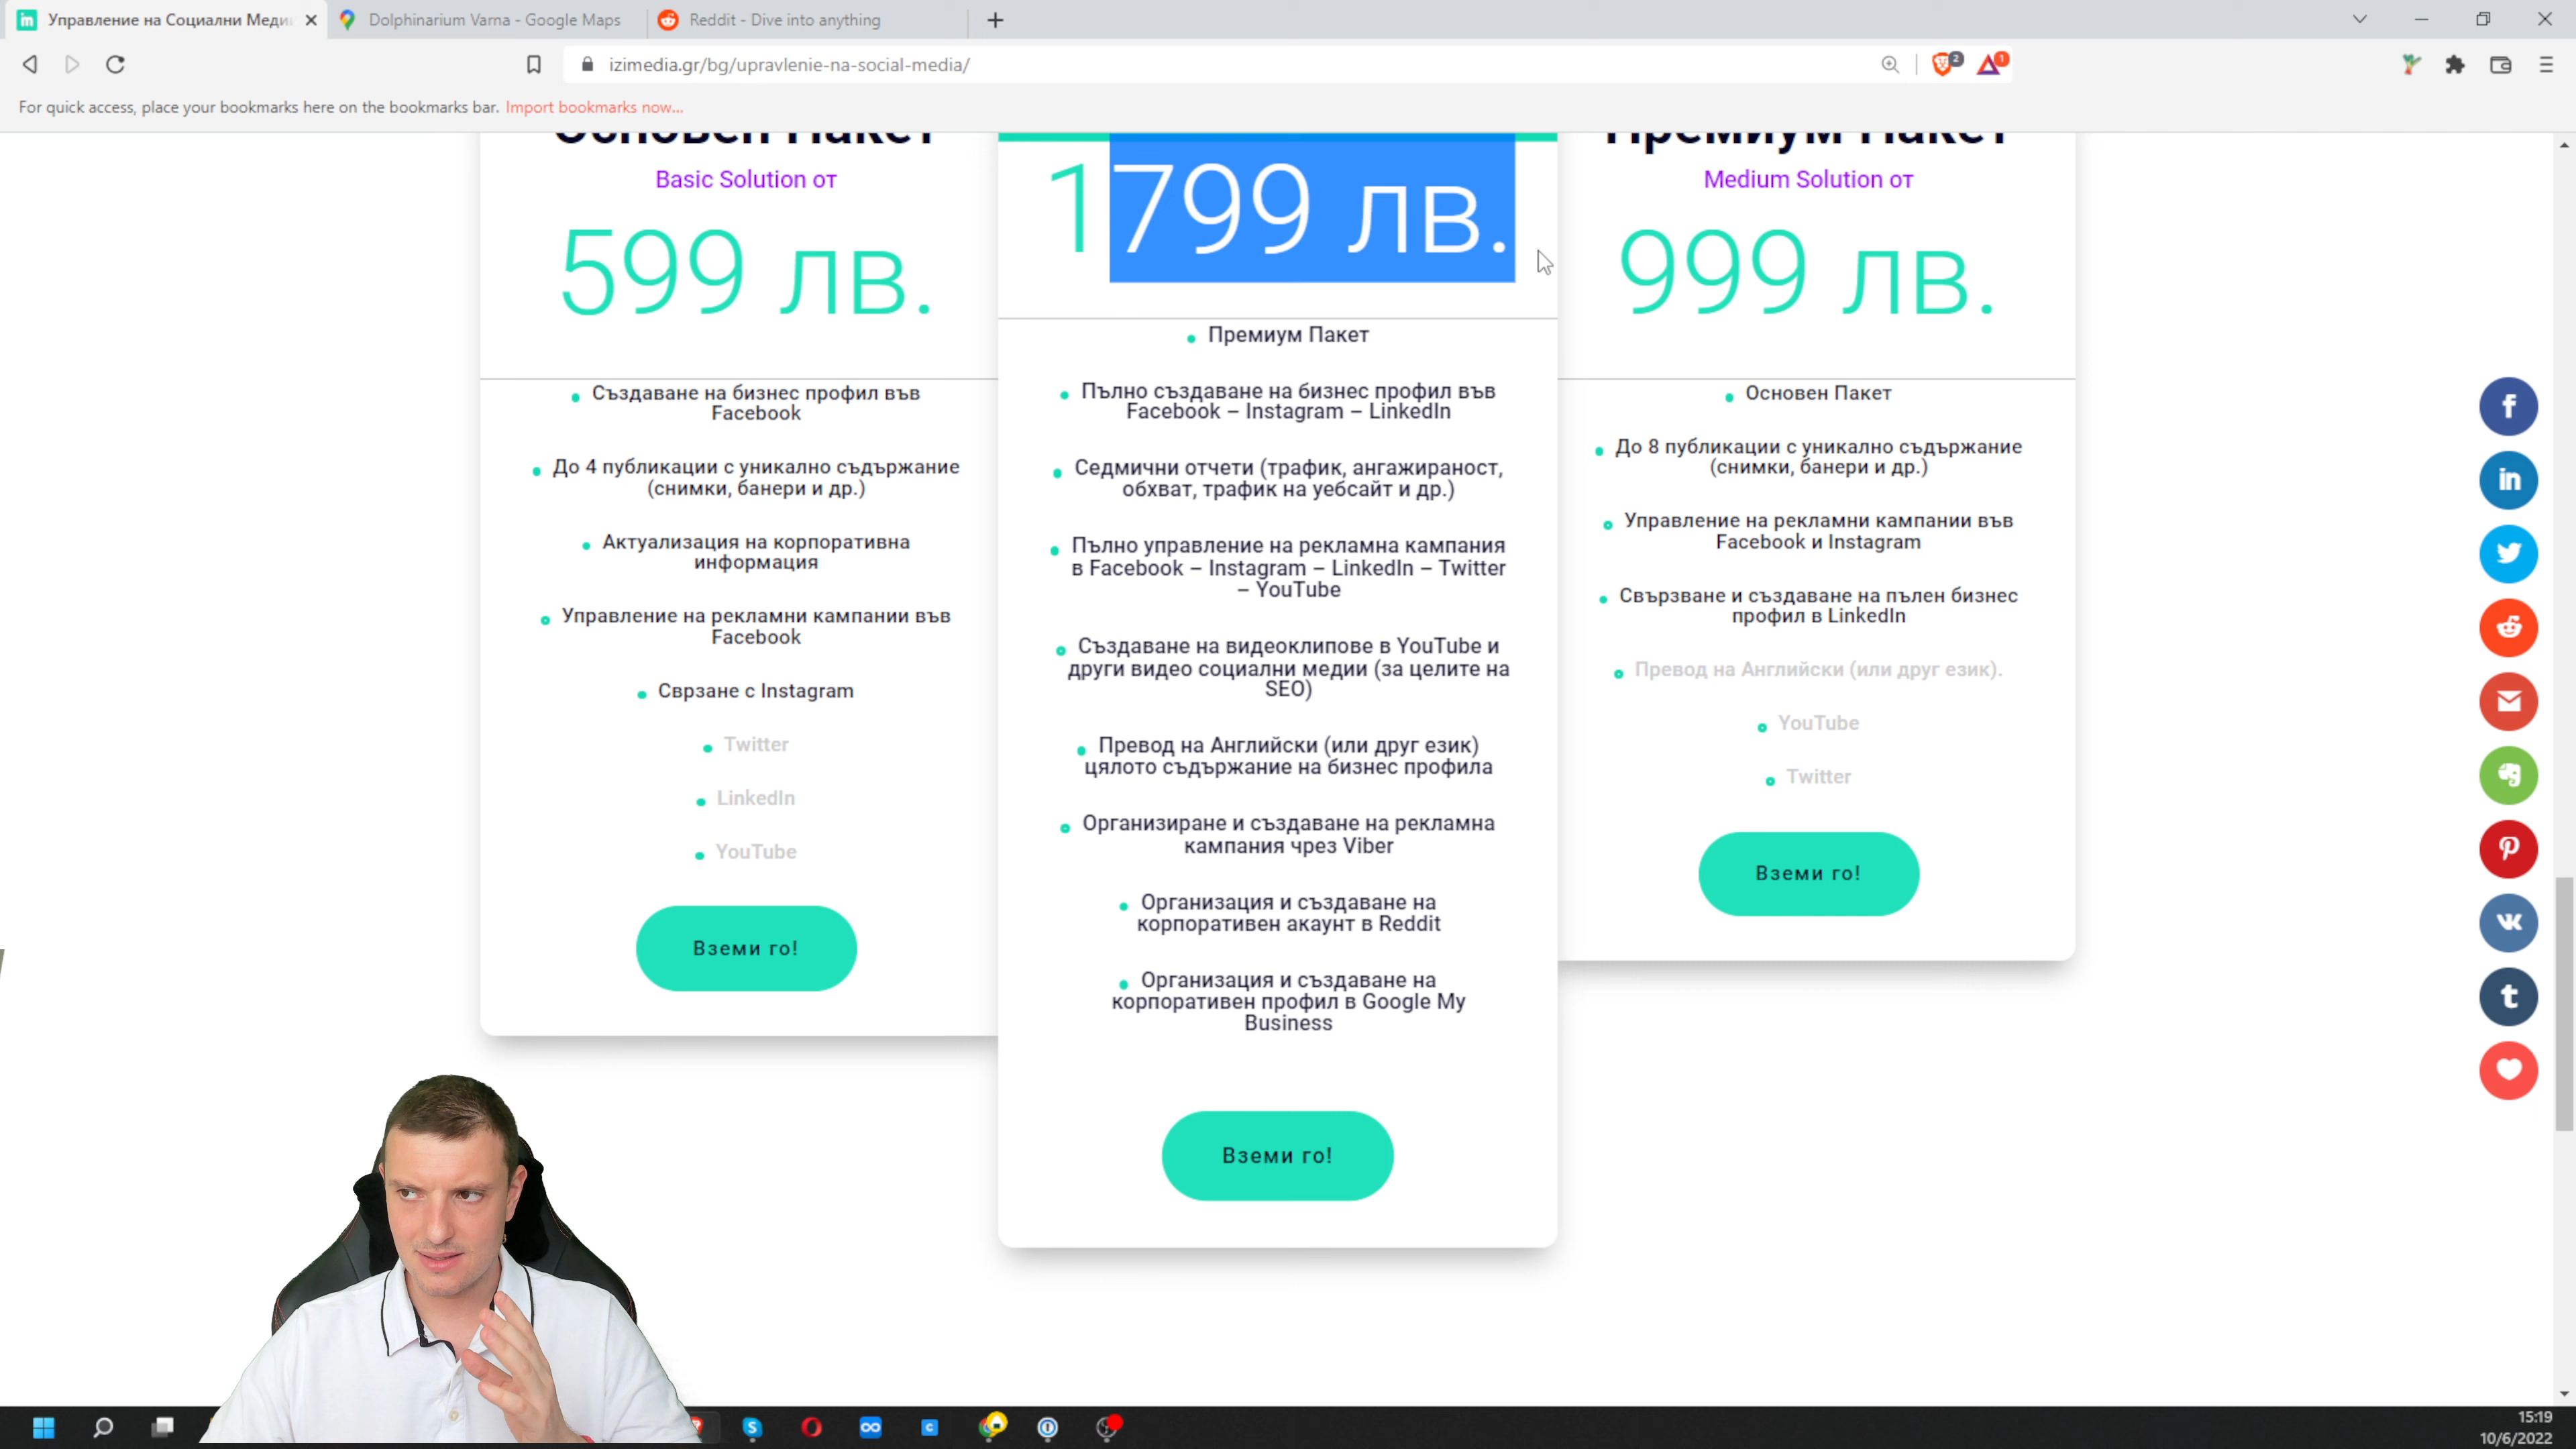 Управление на Социални Меди
Dolphinarium Varna - Google Maps
Reddit - Dive into anything
izimedia.gr/bg/upravlenie-na-social-media/
2
1
For quick access, place your bookmarks here on the bookmarks bar. Import bookmarks now...
Основен Пакет
Basic Solution от
599 лв.
Създаване на бизнес профил във
Facebook
До 4 публикации с уникално съдържание
(снимки, банери и др.)
Актуализация на корпоративна
информация
Управление на рекламни кампании във
Facebook
Сврзане с Instagram
Twitter
LinkedIn
YouTube
Вземи го!
1799 лв.
Премиум Пакет
Пълно създаване на бизнес профил във
Facebook – Instagram – LinkedIn
Седмични отчети (трафик, ангажираност,
обхват, трафик на уебсайт и др.)
Пълно управление на рекламна кампания
в Facebook – Instagram – LinkedIn – Twitter
– YouTube
Създаване на видеоклипове в YouTube и
други видео социални медии (за целите на
SEO)
Превод на Английски (или друг език)
цялото съдържание на бизнес профила
Организиране и създаване на рекламна
кампания чрез Viber
Организация и създаване на
корпоративен акаунт в Reddit
Организация и създаване на
корпоративен профил в Google My
Business
Вземи го!
Премиум Пакет
Medium Solution от
999 лв.
Основен Пакет
До 8 публикации с уникално съдържание
(снимки, банери и др.)
Управление на рекламни кампании във
Facebook и Instagram
Свързване и създаване на пълен бизнес
профил в LinkedIn
Превод на Английски (или друг език).
YouTube
Twitter
Вземи го!
15:19
10/6/2022